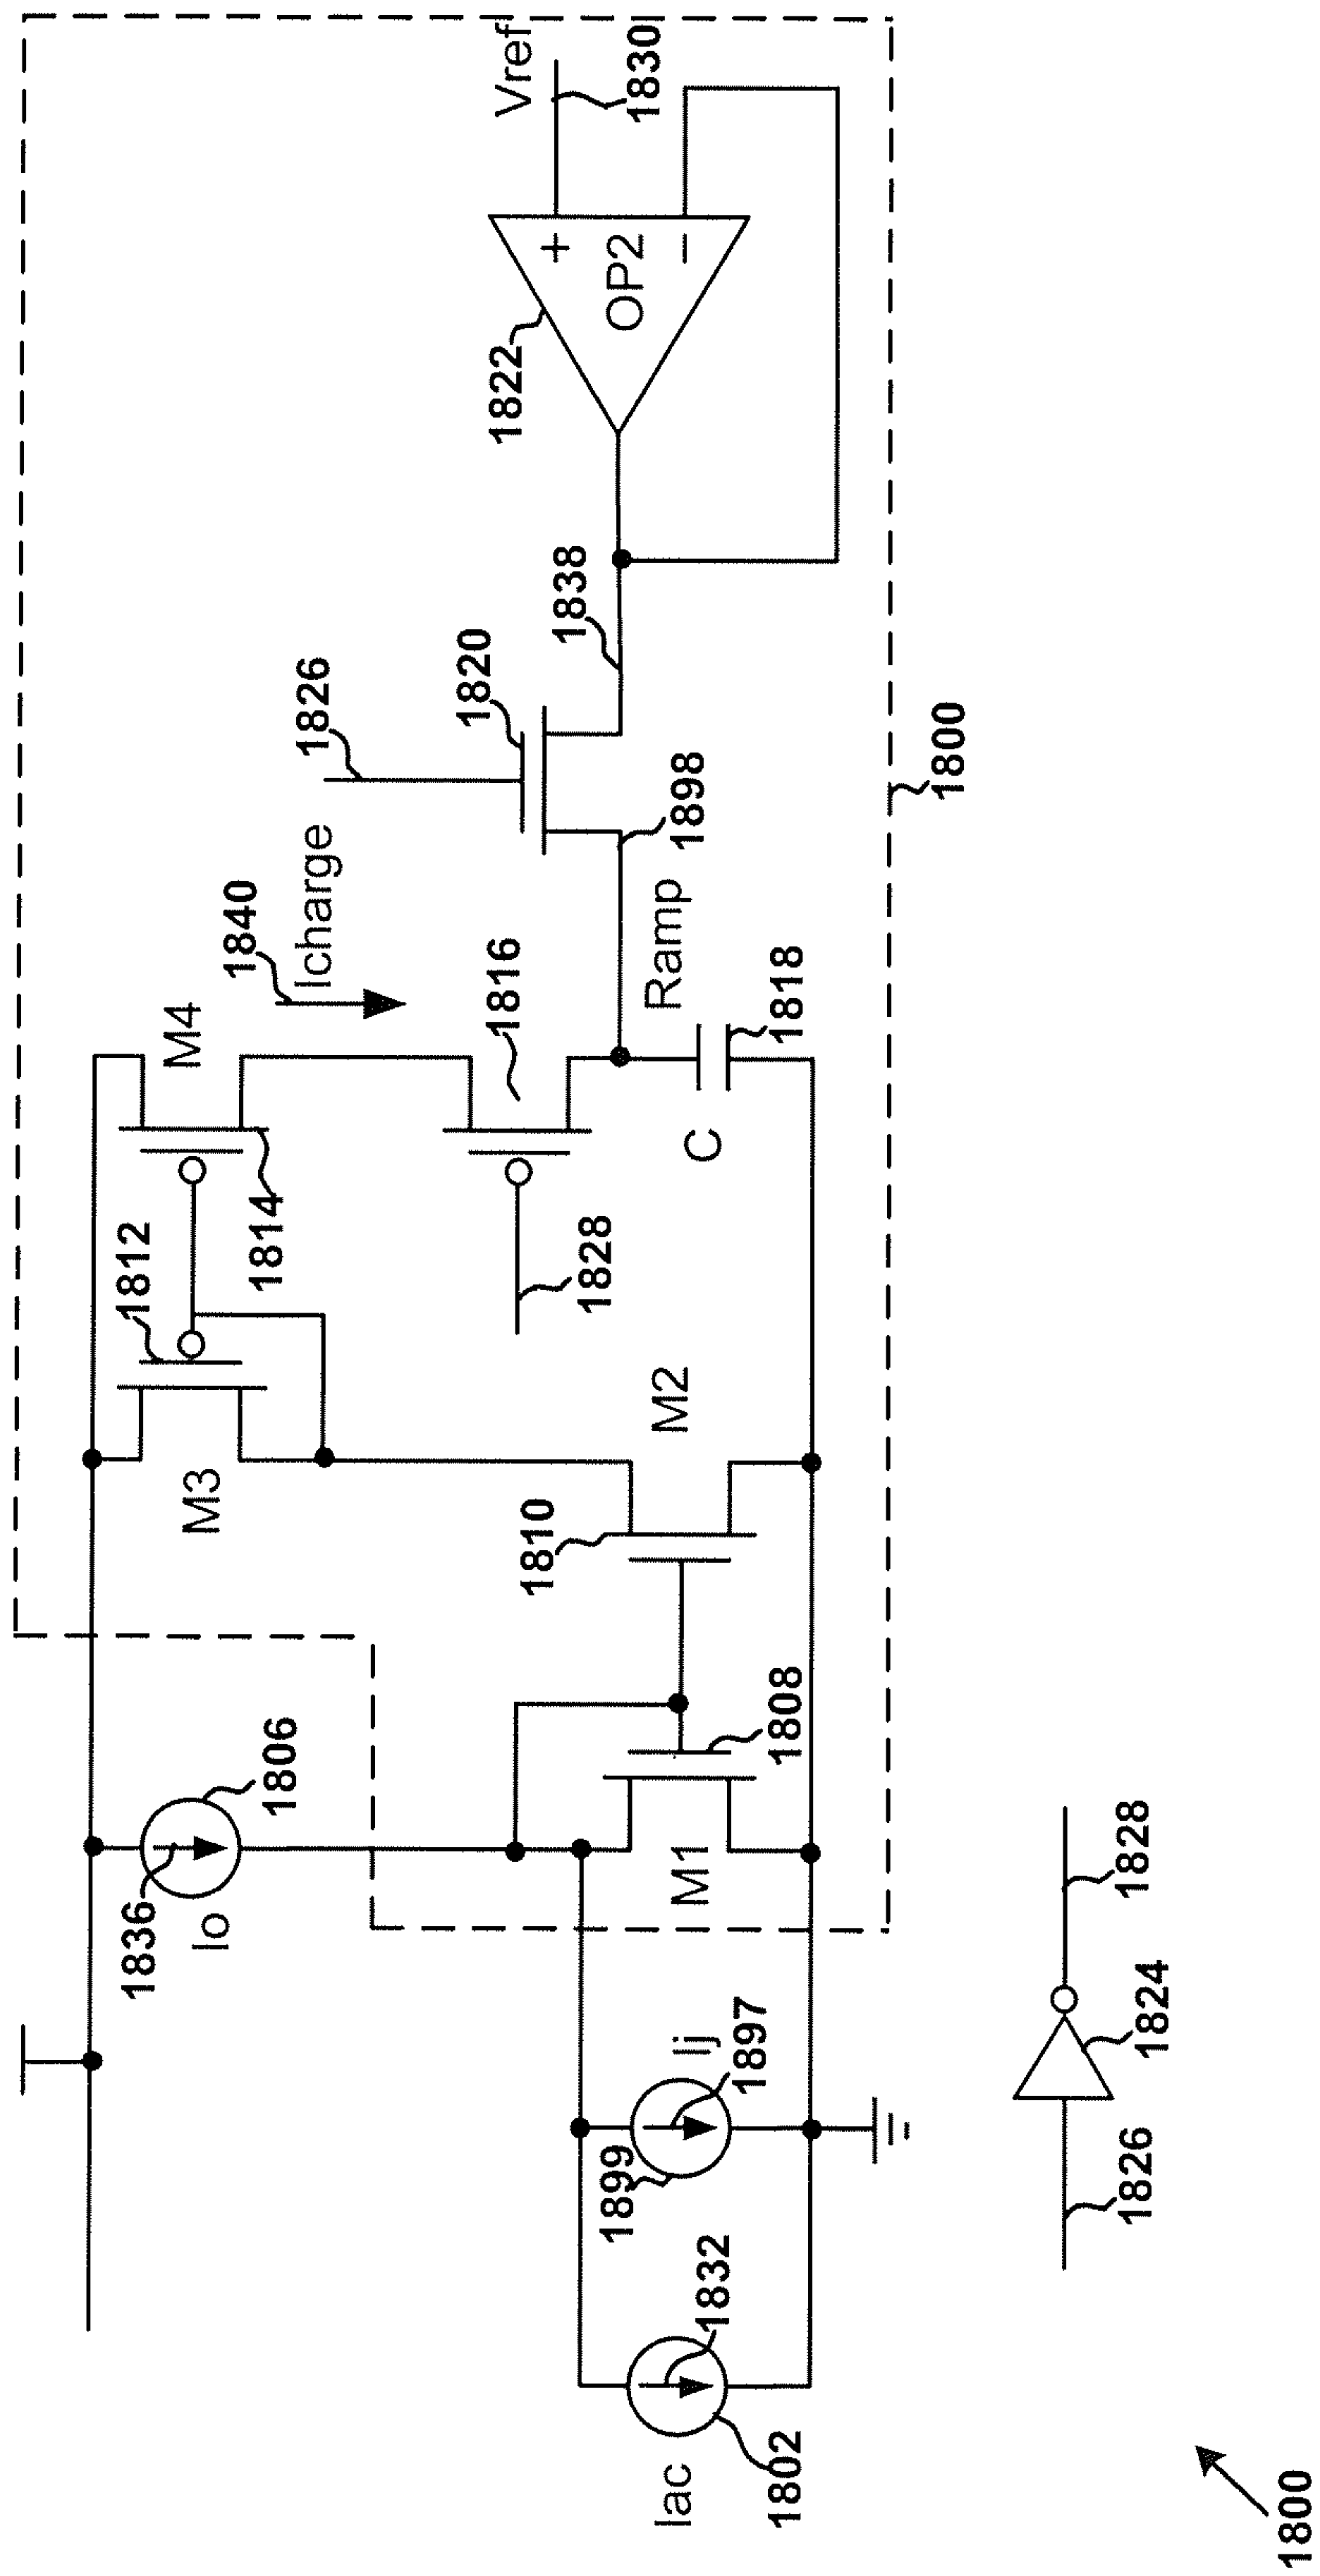 1836
Io
1806
M3
1812
M4
1814
1840
Icharge
1816
1828
1826
1820
1898
Ramp
1838
1822
OP2
+
−
Vref
1830
Iac
1802
1832
1899
Ij
1897
M1
1808
1810
M2
C
1818
1800
1826
1824
1828
1800